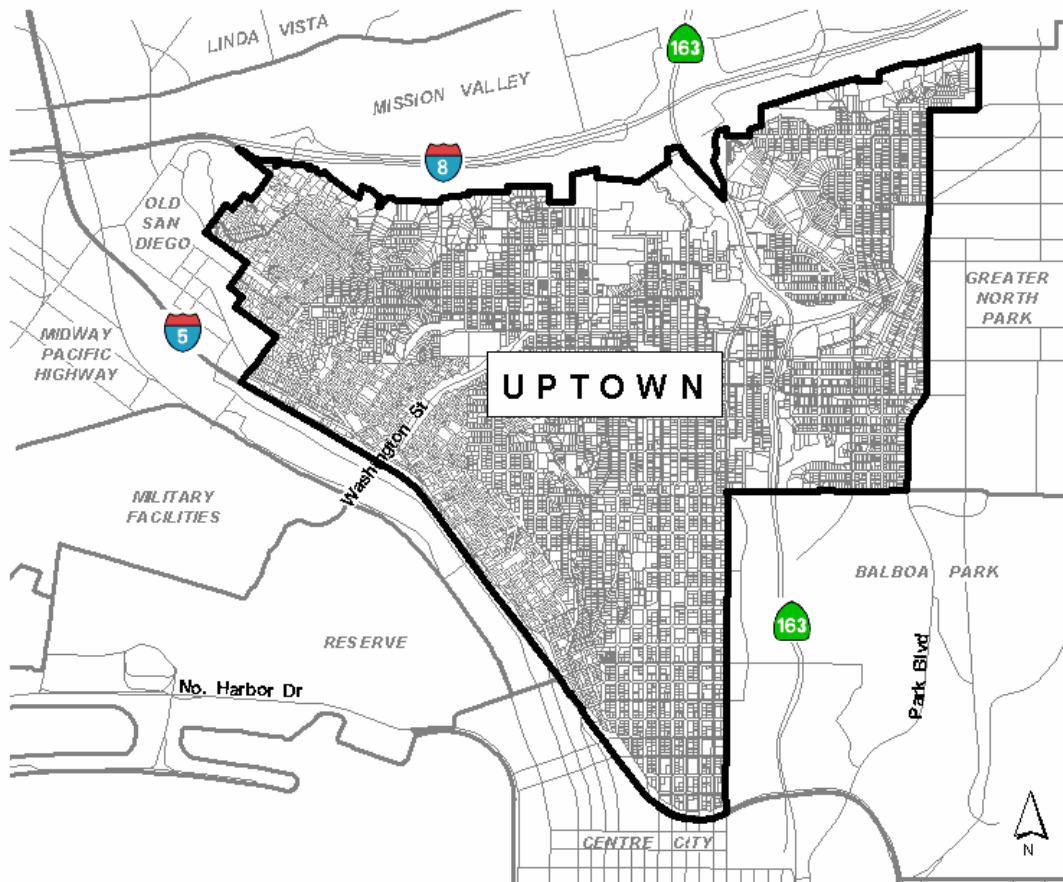 LINDA VISTA
163
MISSION VALLEY
8
OLD
SAN
DIEGO
GREATER
NORTH
PARK
5
MIDWAY
PACIFIC
HIGHWAY
UPTOWN
Washington St
MILITARY
FACILITIES
BALBOA PARK
163
RESERVE
Park Blvd
No. Harbor Dr
CENTRE CITY
N